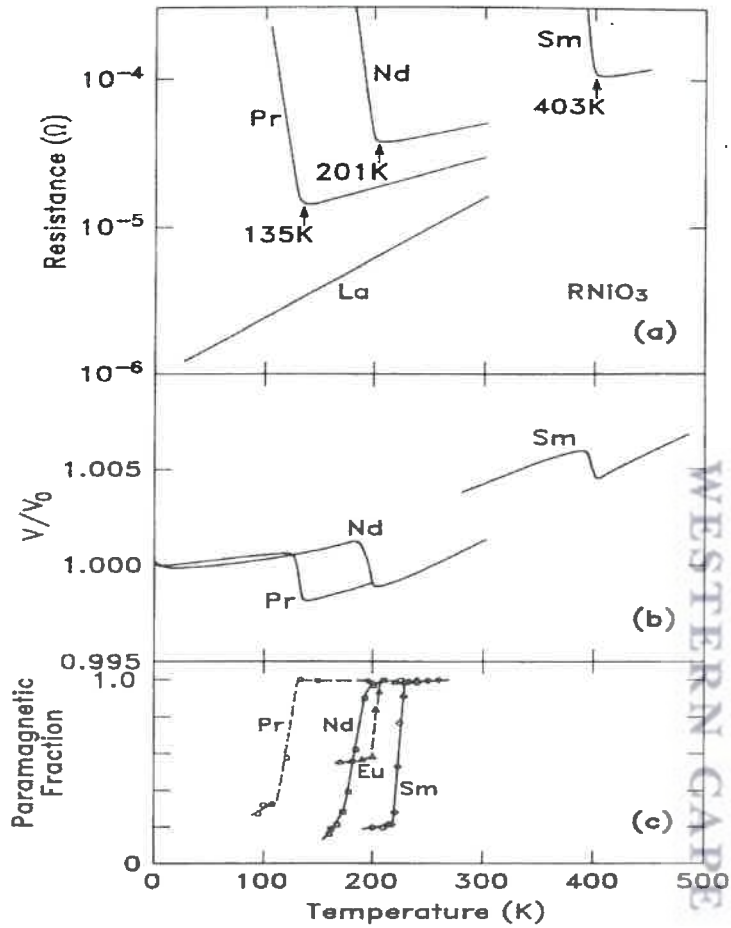 Resistance (Ω)
10⁻⁴
10⁻⁵
10⁻⁶
Pr
Nd
Sm
La
135K
201K
403K
RNiO₃
(a)
V/V₀
1.005
1.000
0.995
Sm
Nd
Pr
(b)
Paramagnetic
Fraction
1.0
0
Pr
Nd
Eu
Sm
(c)
0 100 200 300 400 500
Temperature (K)
WESTERN CAPE